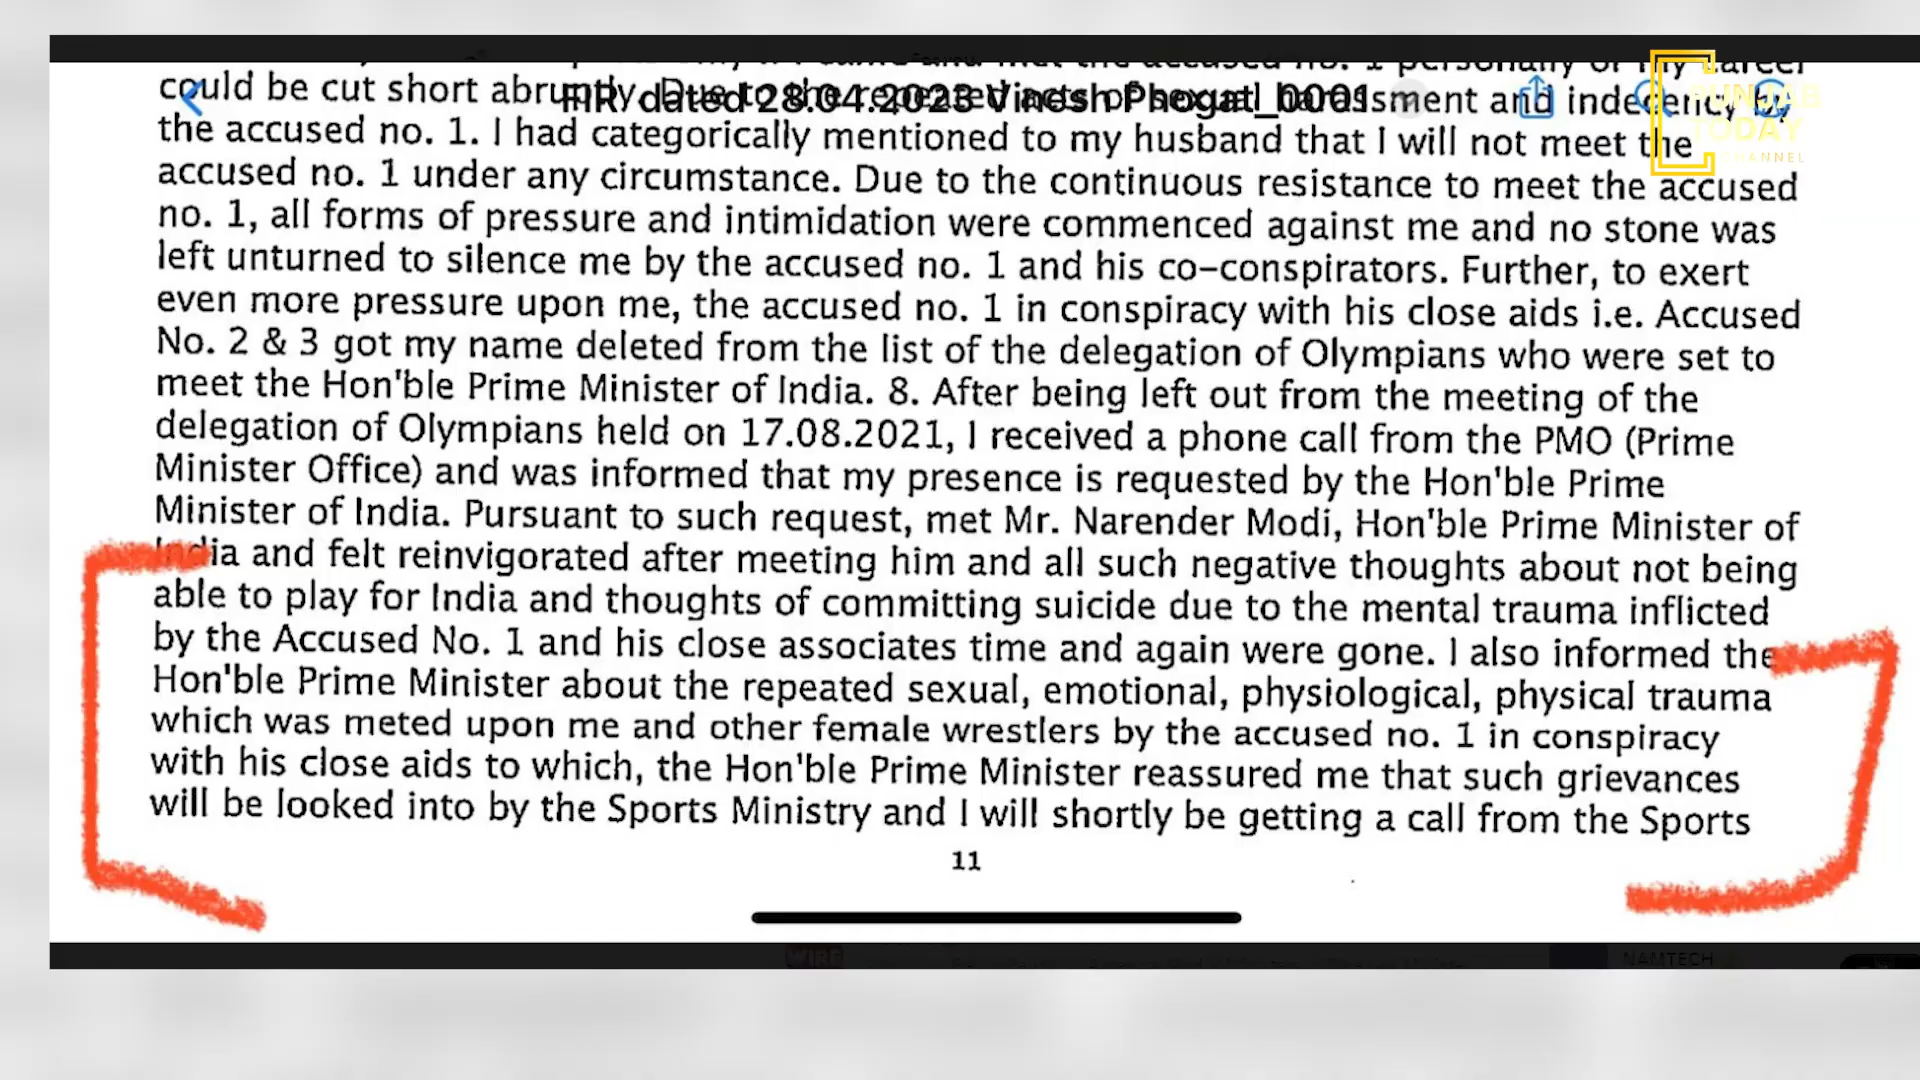 could be cut short abruptly. Due to the repeated acts of sexual harassment and indecency by
FIR dated 28.04.2023 Vinesh Phogat_0001
PUNJAB
TODAY
CHANNEL
the accused no. 1. I had categorically mentioned to my husband that I will not meet the
accused no. 1 under any circumstance. Due to the continuous resistance to meet the accused
no. 1, all forms of pressure and intimidation were commenced against me and no stone was
left unturned to silence me by the accused no. 1 and his co-conspirators. Further, to exert
even more pressure upon me, the accused no. 1 in conspiracy with his close aids i.e. Accused
No. 2 & 3 got my name deleted from the list of the delegation of Olympians who were set to
meet the Hon'ble Prime Minister of India. 8. After being left out from the meeting of the
delegation of Olympians held on 17.08.2021, I received a phone call from the PMO (Prime
Minister Office) and was informed that my presence is requested by the Hon'ble Prime
Minister of India. Pursuant to such request, met Mr. Narender Modi, Hon'ble Prime Minister of
India and felt reinvigorated after meeting him and all such negative thoughts about not being
able to play for India and thoughts of committing suicide due to the mental trauma inflicted
by the Accused No. 1 and his close associates time and again were gone. I also informed the
Hon'ble Prime Minister about the repeated sexual, emotional, physiological, physical trauma
which was meted upon me and other female wrestlers by the accused no. 1 in conspiracy
with his close aids to which, the Hon'ble Prime Minister reassured me that such grievances
will be looked into by the Sports Ministry and I will shortly be getting a call from the Sports
11
WIRE
NAMTECH